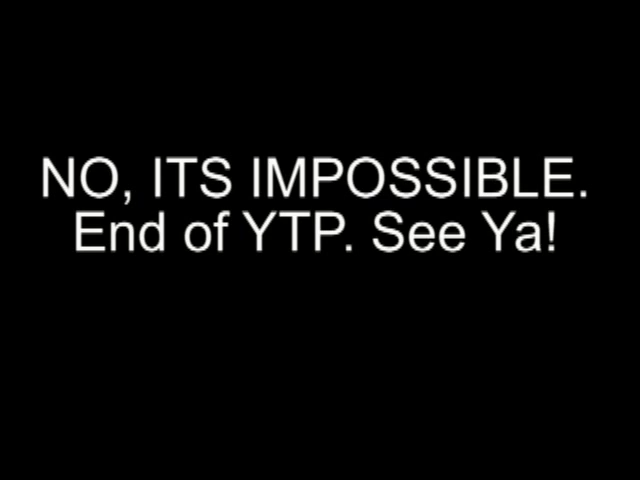 NO, ITS IMPOSSIBLE.
End of YTP. See Ya!